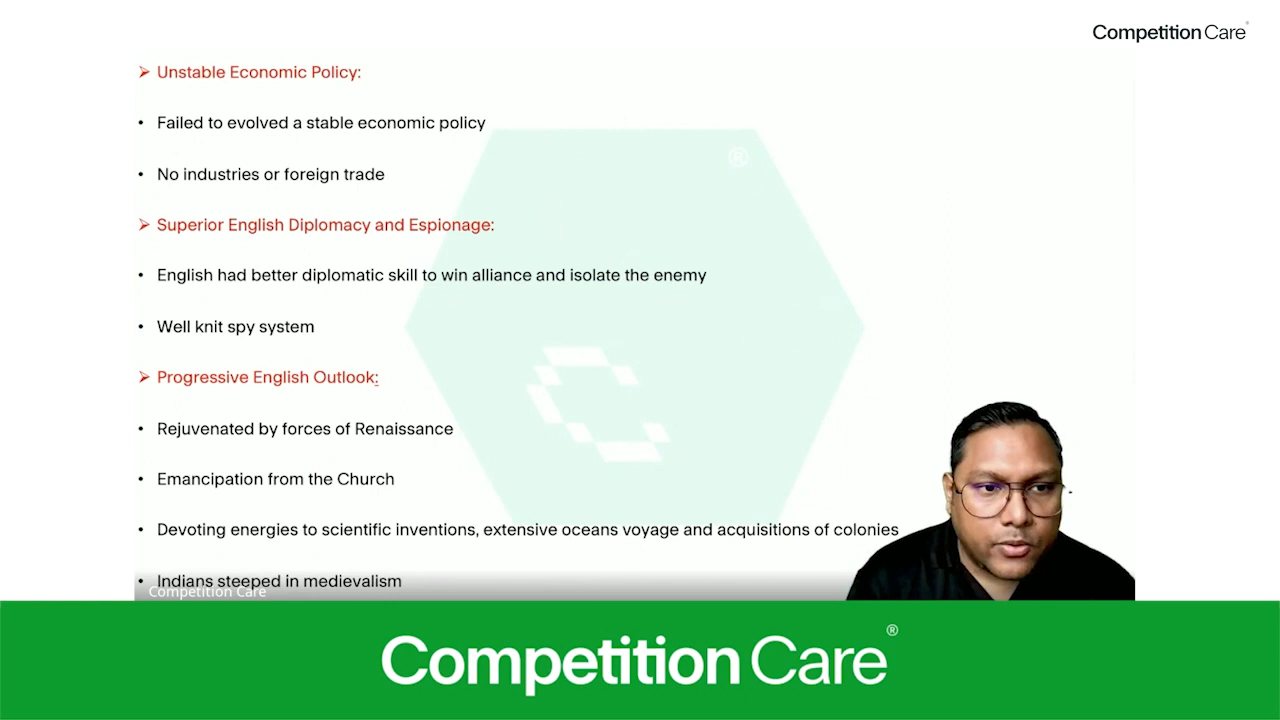 Competition Care
➢ Unstable Economic Policy:
• Failed to evolved a stable economic policy
• No industries or foreign trade
➢ Superior English Diplomacy and Espionage:
• English had better diplomatic skill to win alliance and isolate the enemy
• Well knit spy system
➢ Progressive English Outlook:
• Rejuvenated by forces of Renaissance
• Emancipation from the Church
• Devoting energies to scientific inventions, extensive oceans voyage and acquisitions of colonies
• Indians steeped in medievalism
Competition Care
Competition Care®